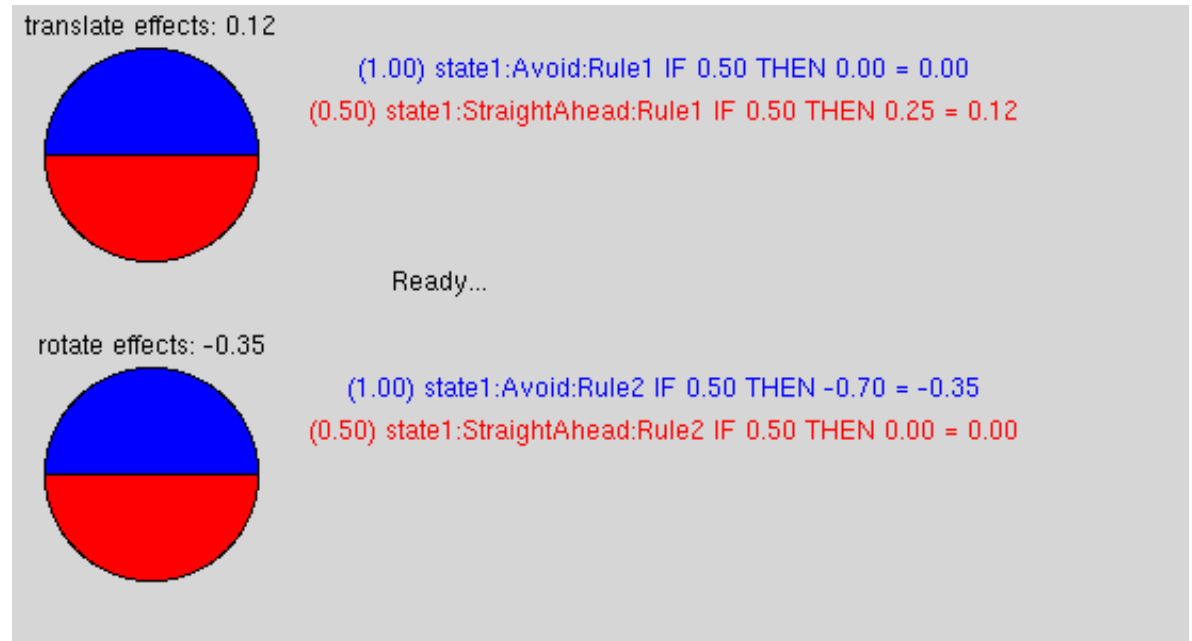 translate effects: 0.12
(1.00) state1:Avoid:Rule1 IF 0.50 THEN 0.00 = 0.00
(0.50) state1:StraightAhead:Rule1 IF 0.50 THEN 0.25 = 0.12
Ready...
rotate effects: -0.35
(1.00) state1:Avoid:Rule2 IF 0.50 THEN -0.70 = -0.35
(0.50) state1:StraightAhead:Rule2 IF 0.50 THEN 0.00 = 0.00